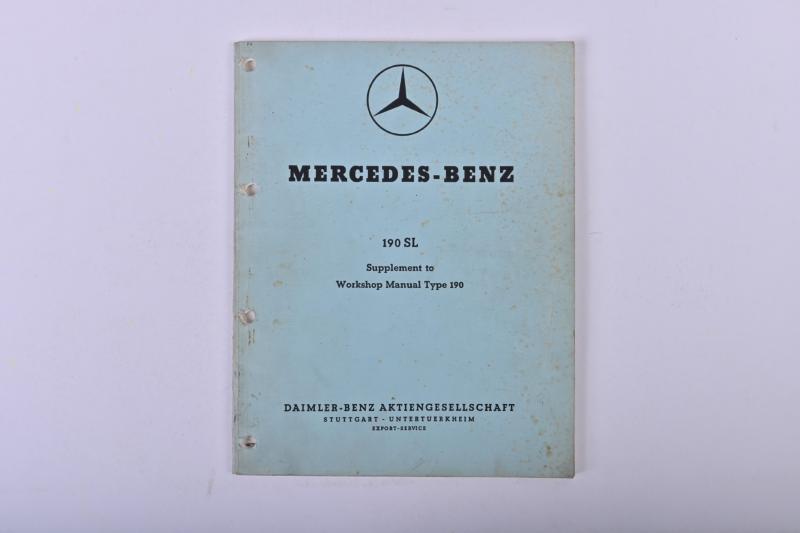 MERCEDES-BENZ
190 SL
Supplement to
Workshop Manual Type 190
DAIMLER-BENZ AKTIENGESELLSCHAFT
STUTTGART - UNTERTUERKHEIM
EXPORT-SERVICE